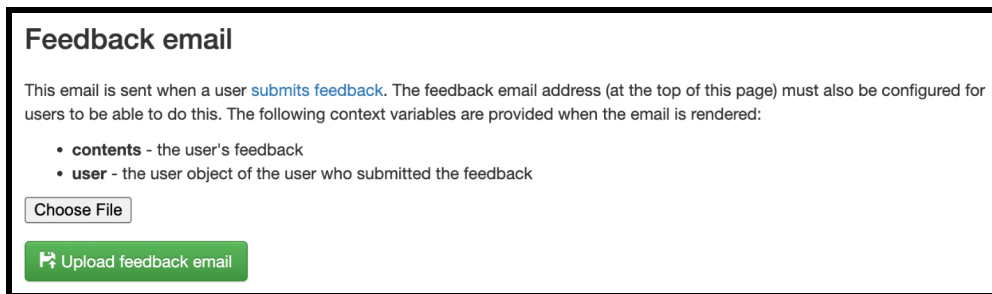 Feedback email
This email is sent when a user submits feedback. The feedback email address (at the top of this page) must also be configured for
users to be able to do this. The following context variables are provided when the email is rendered:
• contents - the user's feedback
• user - the user object of the user who submitted the feedback
Choose File
Upload feedback email